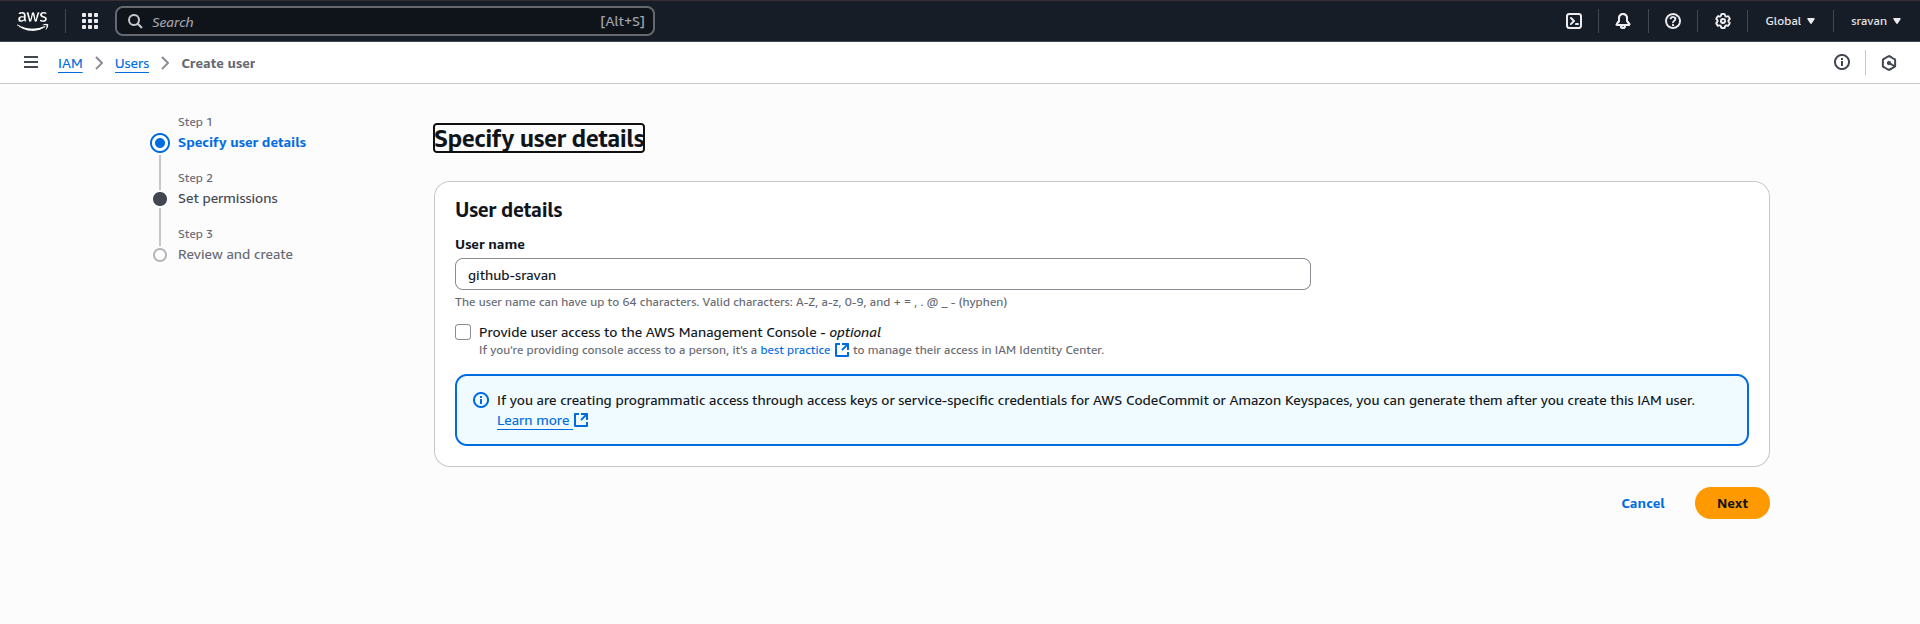 aws
Search [Alt+S]
Global
sravan
IAM
Users
Create user
Step 1
Specify user details
Step 2
Set permissions
Step 3
Review and create
Specify user details
User details
User name
github-sravan
The user name can have up to 64 characters. Valid characters: A-Z, a-z, 0-9, and + = , . @ _ - (hyphen)
Provide user access to the AWS Management Console - optional
If you're providing console access to a person, it's a best practice to manage their access in IAM Identity Center.
If you are creating programmatic access through access keys or service-specific credentials for AWS CodeCommit or Amazon Keyspaces, you can generate them after you create this IAM user.
Learn more
Cancel
Next